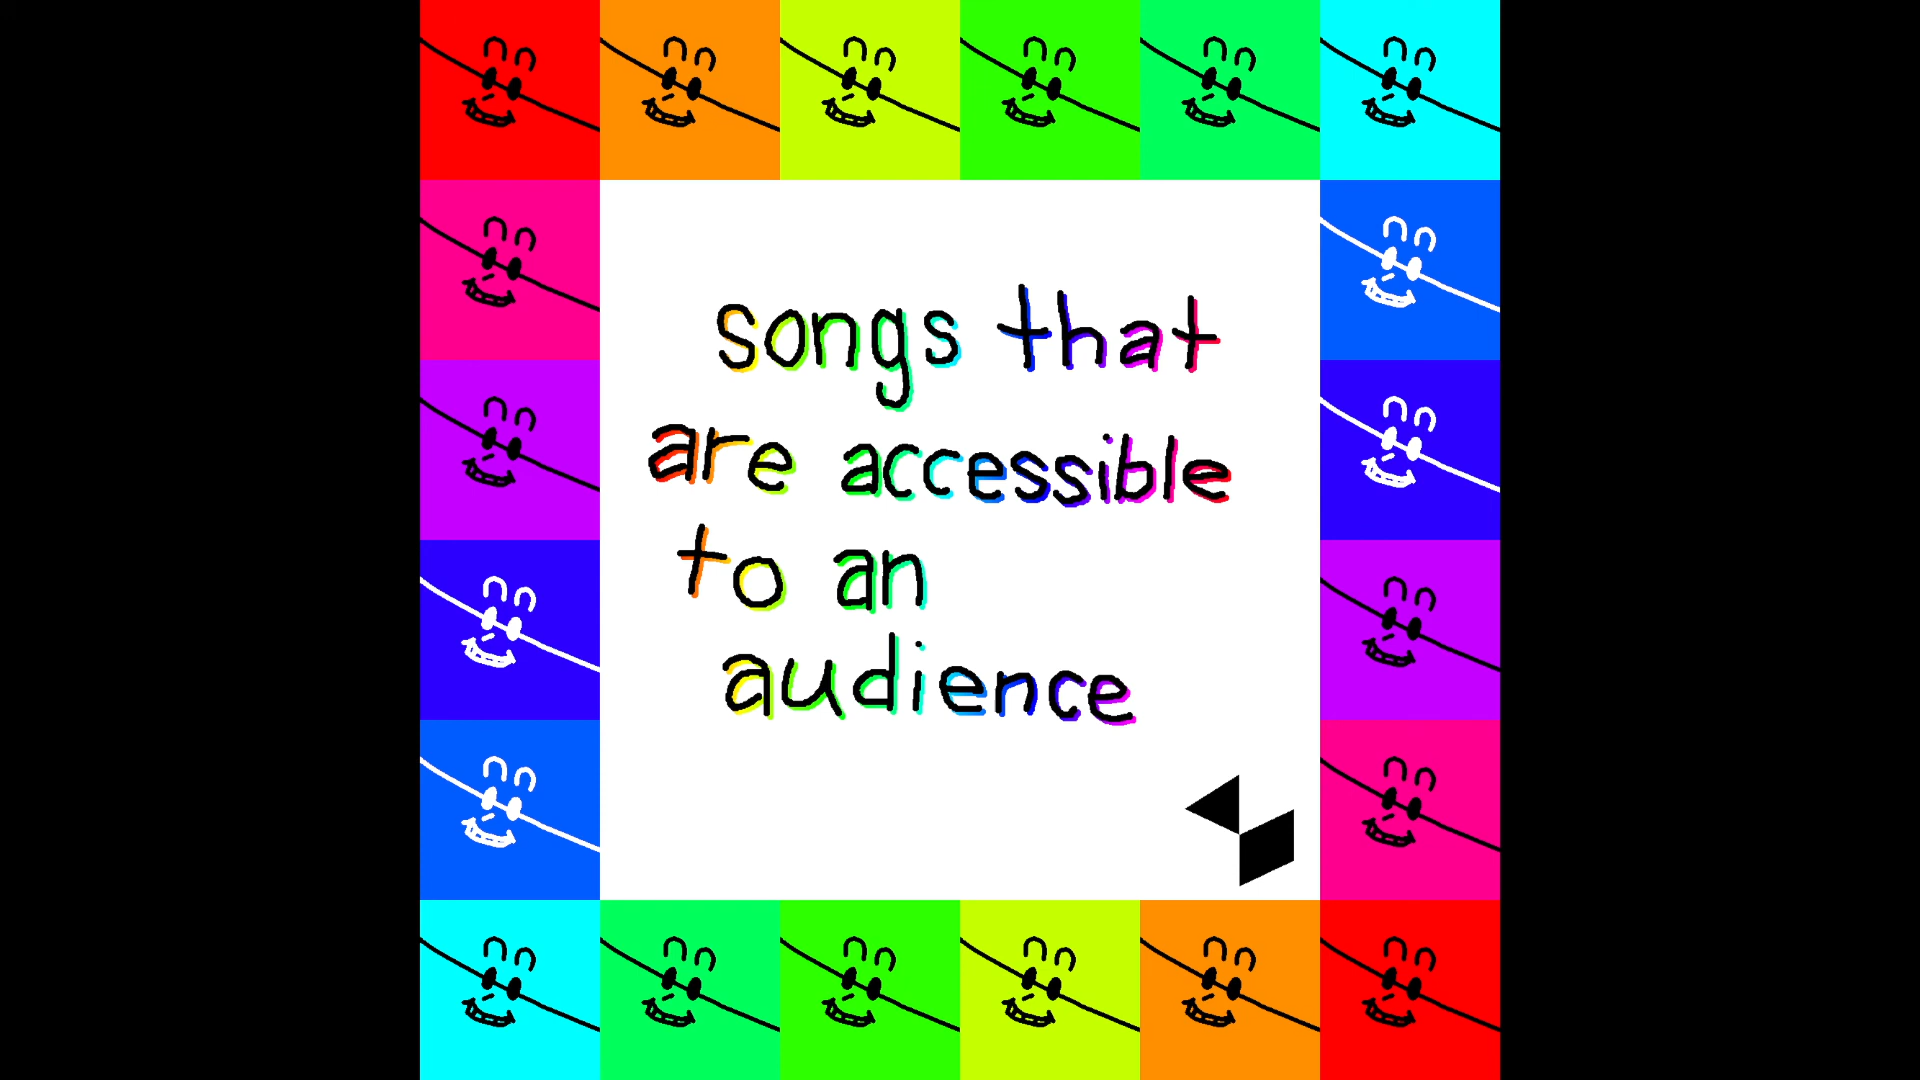 songs that
are accessible
to an
audience